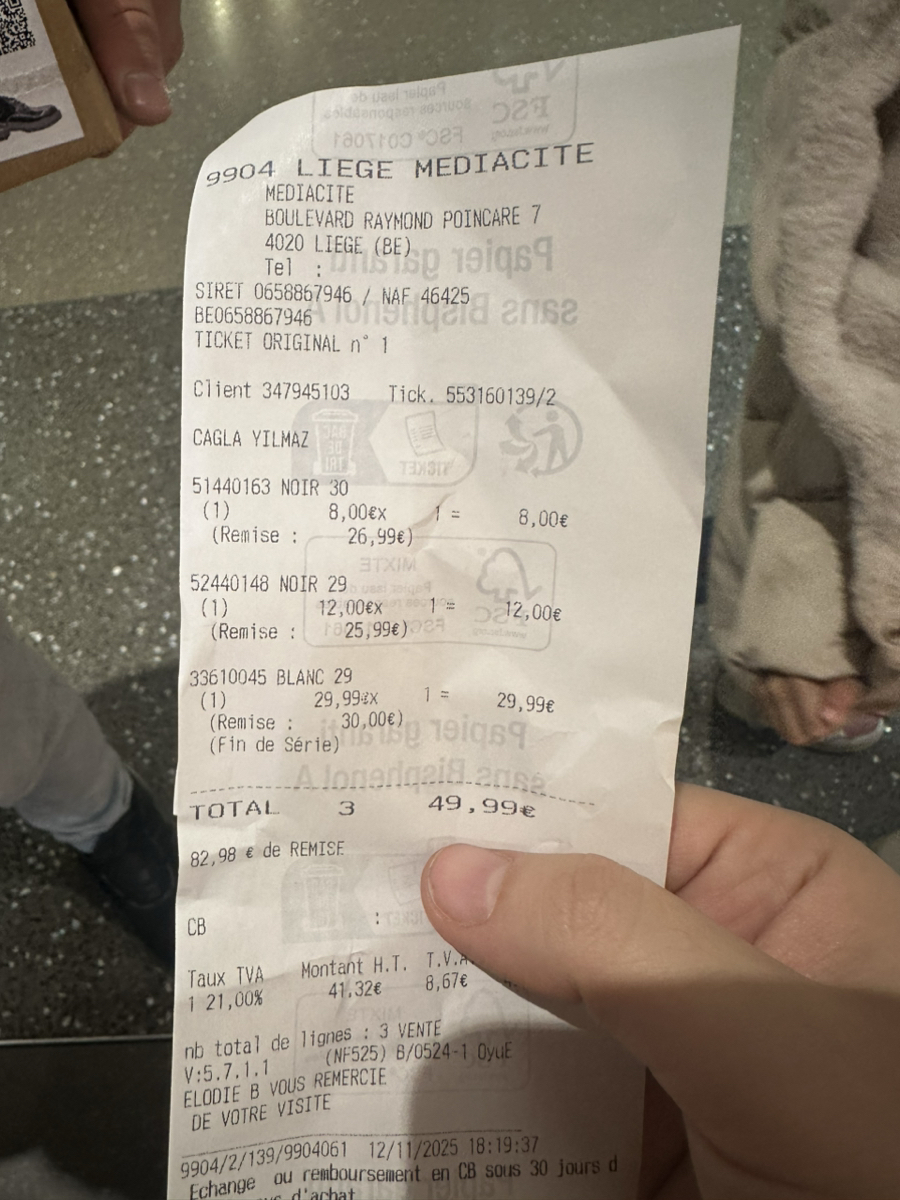 9904 LIEGE MEDIACITE
MEDIACITE
BOULEVARD RAYMOND POINCARE 7
4020 LIEGE (BE)
Tel :
SIRET 0658867946 / NAF 46425
BE0658867946
TICKET ORIGINAL n° 1
Client 347945103 Tick. 553160139/2
CAGLA YILMAZ
51440163 NOIR 30
(1) 8,00€x 1 = 8,00€
(Remise : 26,99€)
52440148 NOIR 29
(1) 12,00€x 1 = 12,00€
(Remise : 25,99€)
33610045 BLANC 29
(1) 29,99€x 1 = 29,99€
(Remise : 30,00€)
(Fin de Série)
TOTAL 3 49,99€
82,98 € de REMISE
CB :
Taux TVA Montant H.T. T.V.A
1 21,00% 41,32€ 8,67€
nb total de lignes : 3 VENTE
V:5.7.1.1 (NF525) B/0524-1 OyuE
ELODIE B VOUS REMERCIE
DE VOTRE VISITE
9904/2/139/9904061 12/11/2025 18:19:37
Echange ou remboursement en CB sous 30 jours d
d'achat